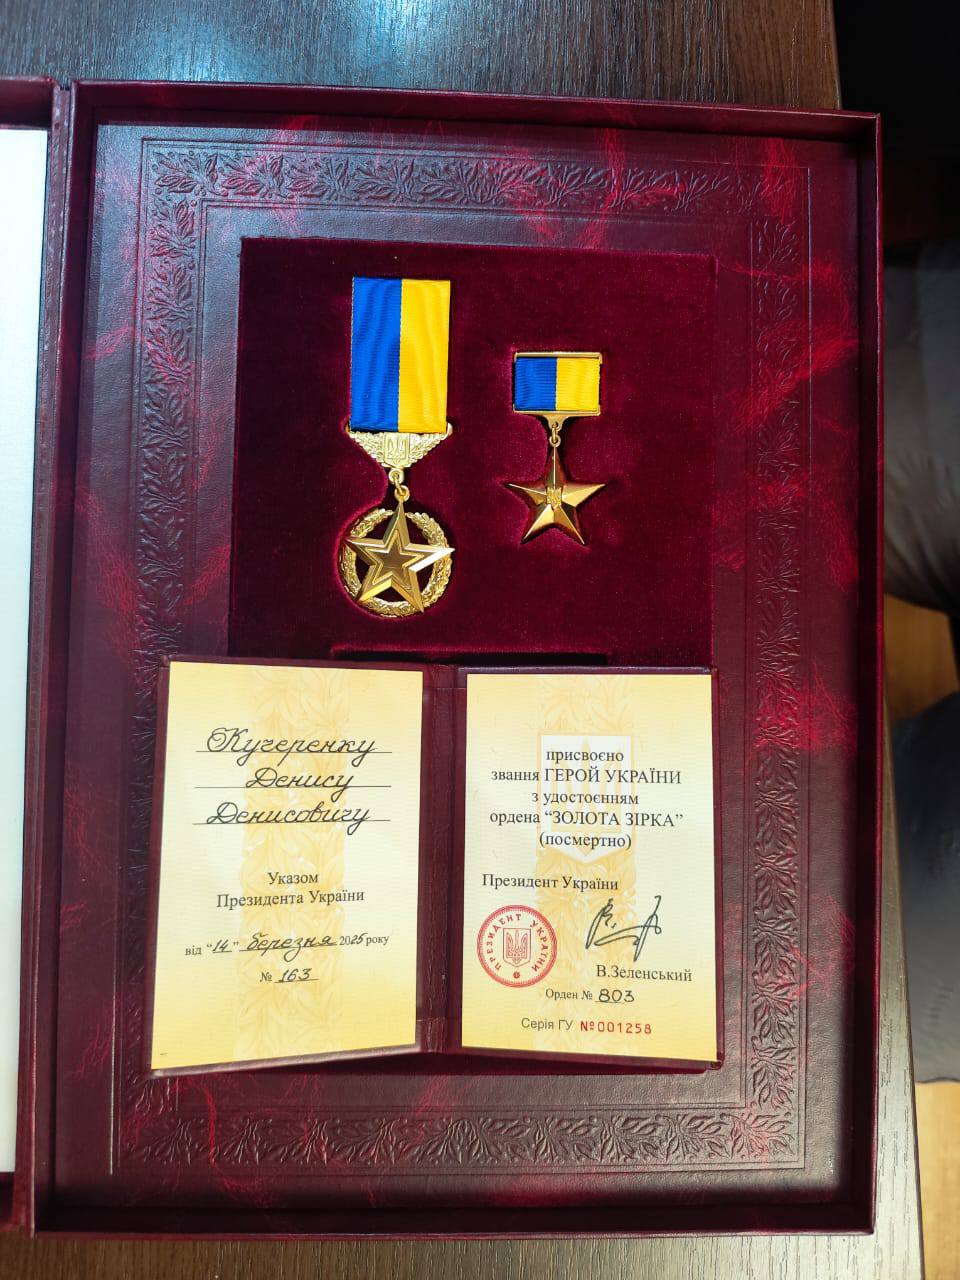 Кучеренку
Денису
Денисовичу
Указом
Президента України
від “14” березня 2025 року
№ 163
присвоєно
звання ГЕРОЙ УКРАЇНИ
з удостоєнням
ордена “ЗОЛОТА ЗІРКА”
(посмертно)
Президент України
ПРЕЗИДЕНТ УКРАЇНИ
В.Зеленський
Орден № 803
Серія ГУ №001258